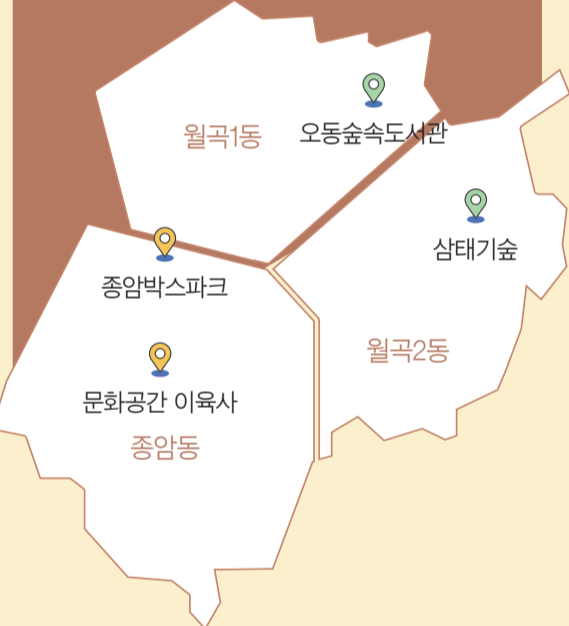 월곡1동
오동숲속도서관
삼태기숲
종암박스파크
월곡2동
문화공간 이육사
종암동